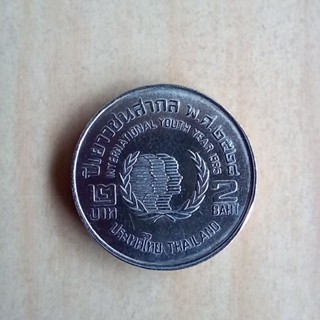 ปีเยาวชนสากล พ.ศ.๒๕๒๘
INTERNATIONAL YOUTH YEAR 1985
๒ บาท
2 BAHT
ประเทศไทย THAILAND